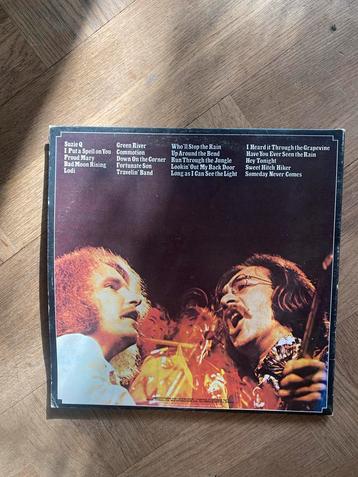 Suzie Q
I Put a Spell on You
Proud Mary
Bad Moon Rising
Lodi
Green River
Commotion
Down On the Corner
Fortunate Son
Travelin' Band
Who'll Stop the Rain
Up Around the Bend
Run Through the Jungle
Lookin' Out My Back Door
Long as I Can See the Light
I Heard it Through the Grapevine
Have You Ever Seen the Rain
Hey Tonight
Sweet Hitch Hiker
Someday Never Comes